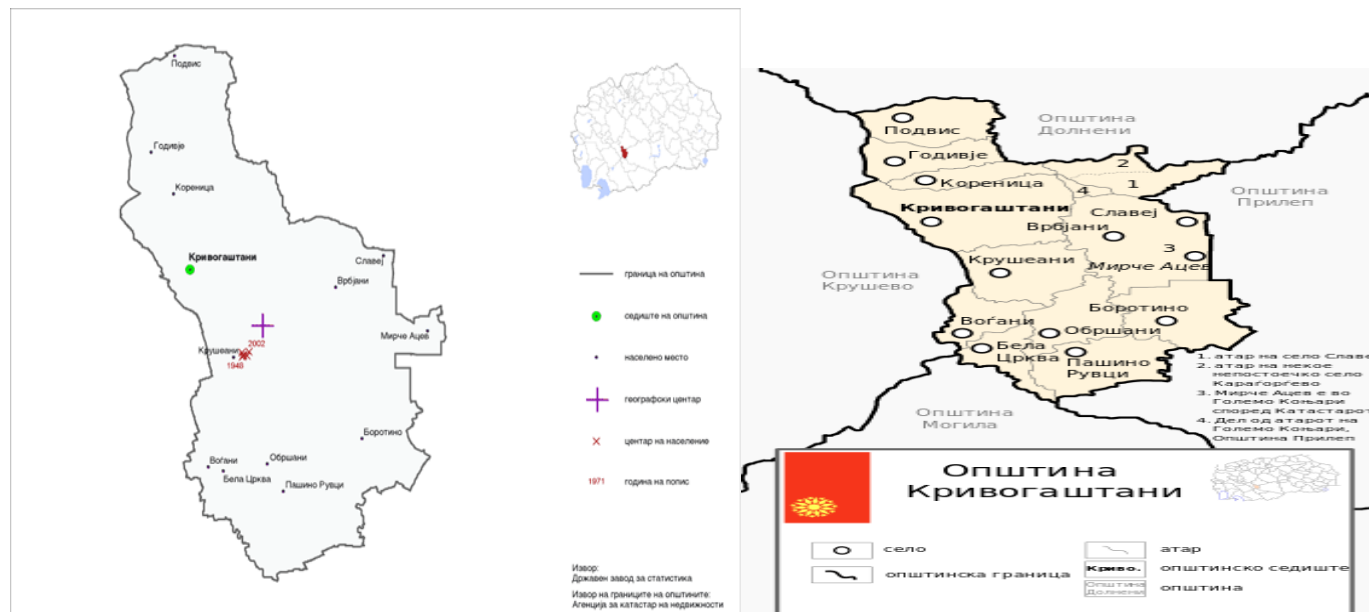 Подвис
Годивје
Кореница
Кривогаштани
Славеј
Врбјани
Мирче Ацев
2002
Крушеани
1948
Боротино
Воѓани
Обршани
Бела Црква
Пашино Рувци
граница на општина
седиште на општина
населено место
географски центар
центар на население
1971
година на попис
Извор:
Државен завод за статистика
Извор на границите на општините:
Агенција за катастар на недвижности
Општина
Долнени
Подвис
2
Годивје
1
Кореница
4
Општина
Прилеп
Кривогаштани
Славеј
Врбјани
3
Мирче Ацев
Крушеани
Општина
Крушево
Боротино
Воѓани
Обршани
Бела
Црква
Пашино
Рувци
1. атар на село Славе
2. атар на некое
непостоечко село
Караѓорѓево
3. Мирче Ацев е во
Големо Коњари
според Катастарот
4. Дел од атарот на
Големо Коњари,
Општина Прилеп
Општина
Могила
Општина
Кривогаштани
село
атар
општинска граница
Криво.
општинско седиште
Општина
Долнени
општина